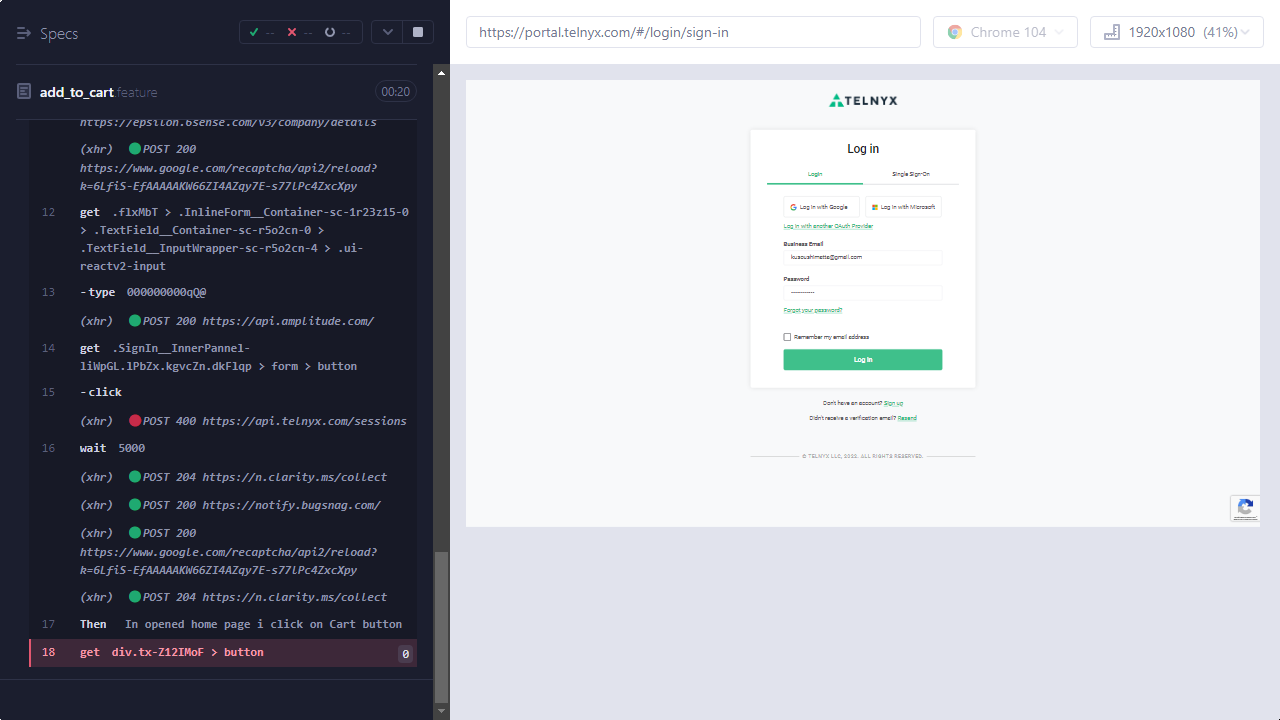 Specs
--
--
--
add_to_cart.feature
00:20
https://epsilon.6sense.com/v3/company/details
(xhr) POST 200
https://www.google.com/recaptcha/api2/reload?
k=6LfiS-EfAAAAAKW66ZI4AZqy7E-s77lPc4ZxcXpy
12 get .flxMbT > .InlineForm__Container-sc-1r23z15-0
> .TextField__Container-sc-r5o2cn-0 >
.TextField__InputWrapper-sc-r5o2cn-4 > .ui-
reactv2-input
13 -type 000000000qQ@
(xhr) POST 200 https://api.amplitude.com/
14 get .SignIn__InnerPannel-
liWpGL.lPbZx.kgvcZn.dkFlqp > form > button
15 -click
(xhr) POST 400 https://api.telnyx.com/sessions
16 wait 5000
(xhr) POST 204 https://n.clarity.ms/collect
(xhr) POST 200 https://notify.bugsnag.com/
(xhr) POST 200
https://www.google.com/recaptcha/api2/reload?
k=6LfiS-EfAAAAAKW66ZI4AZqy7E-s77lPc4ZxcXpy
(xhr) POST 204 https://n.clarity.ms/collect
17 Then In opened home page i click on Cart button
18 get div.tx-Z12IMoF > button 0
https://portal.telnyx.com/#/login/sign-in
Chrome 104
1920x1080 (41%)
TELNYX
Log in
Login
Single Sign-On
Log in with Google
Log in with Microsoft
Log in with another OAuth Provider
Business Email
kusoushimetta@gmail.com
Password
Forgot your password?
Remember my email address
Log in
Don't have an account? Sign up
Didn't receive a verification email? Resend
© TELNYX LLC, 2022. ALL RIGHTS RESERVED.